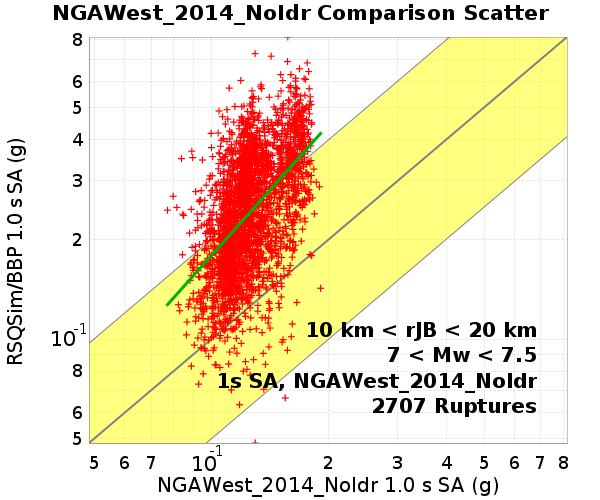 NGAWest_2014_NoIdr Comparison Scatter
RSQSim/BBP 1.0 s SA (g)
8
6
5
4
3
2
10-1
8
6
5
10 km < rJB < 20 km
7 < Mw < 7.5
1s SA, NGAWest_2014_NoIdr
2707 Ruptures
5 6 7 10-1 2 3 4 5 6 7 8
NGAWest_2014_NoIdr 1.0 s SA (g)